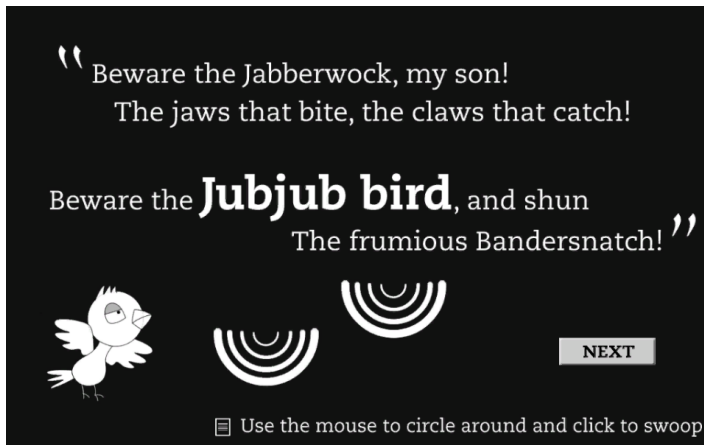 “Beware the Jabberwock, my son!
The jaws that bite, the claws that catch!
Beware the Jubjub bird, and shun
The frumious Bandersnatch!”
NEXT
Use the mouse to circle around and click to swoop